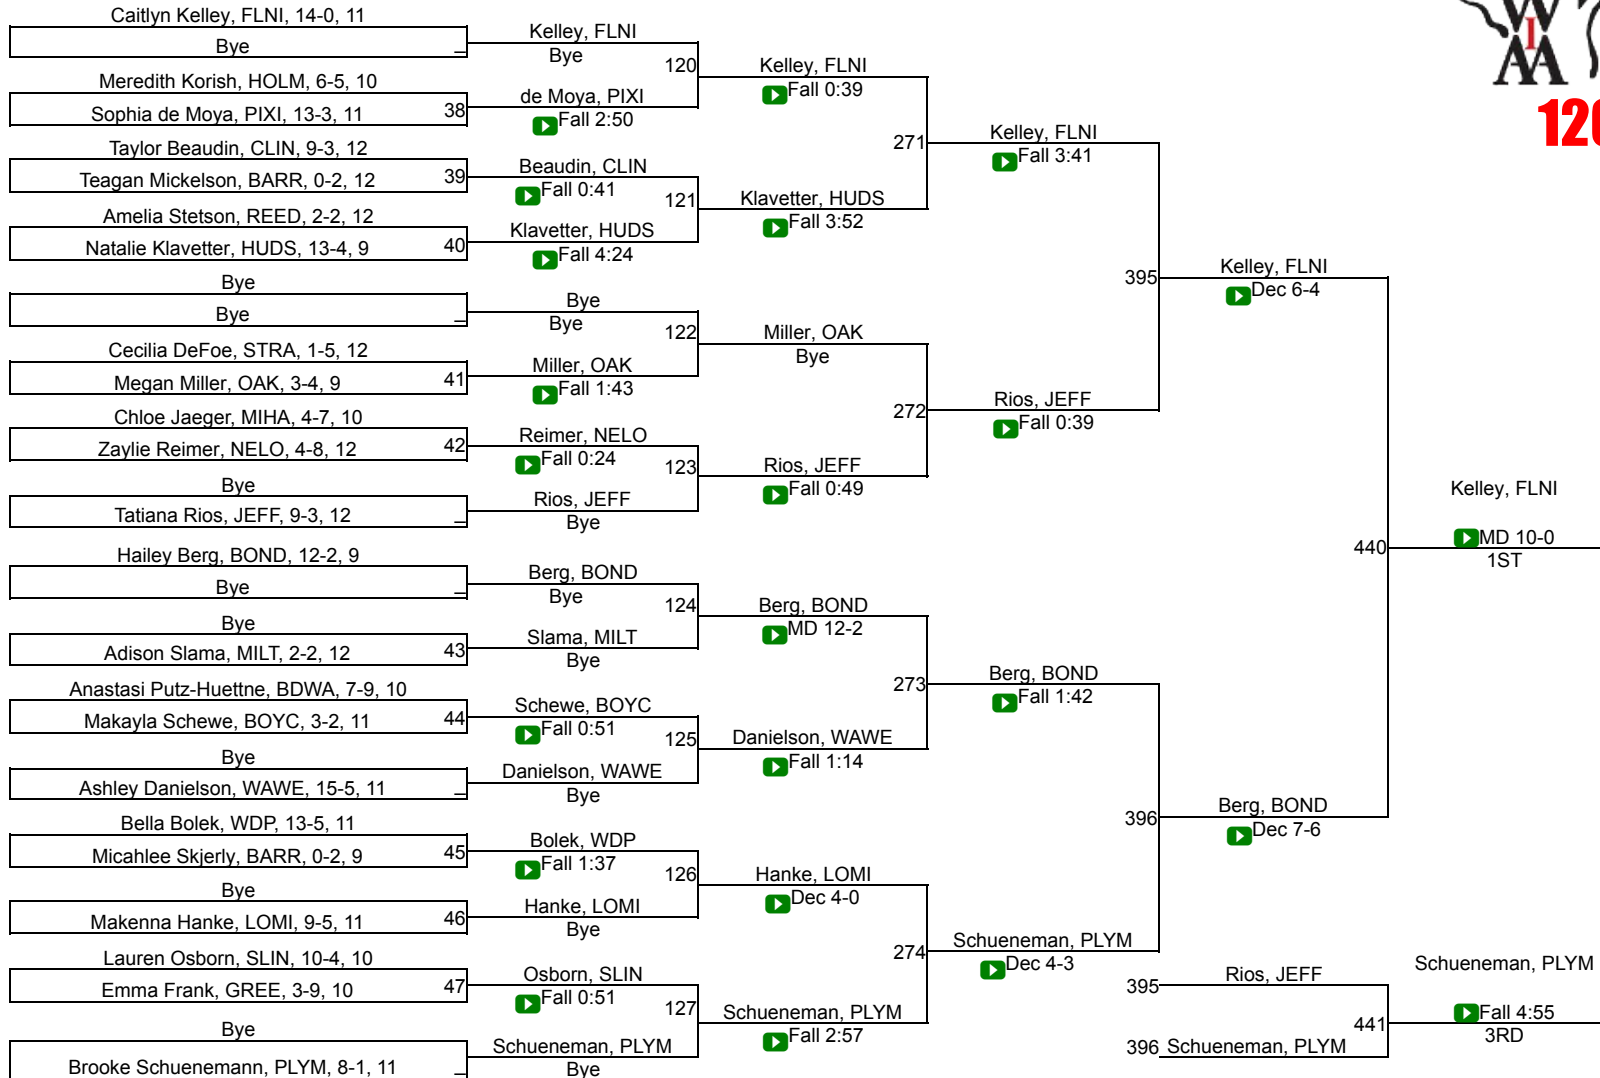 Caitlyn Kelley, FLNI, 14-0, 11
Bye
Meredith Korish, HOLM, 6-5, 10
Sophia de Moya, PIXI, 13-3, 11
38
Taylor Beaudin, CLIN, 9-3, 12
Teagan Mickelson, BARR, 0-2, 12
39
Amelia Stetson, REED, 2-2, 12
Natalie Klavetter, HUDS, 13-4, 9
40
Bye
Bye
Cecilia DeFoe, STRA, 1-5, 12
Megan Miller, OAK, 3-4, 9
41
Chloe Jaeger, MIHA, 4-7, 10
Zaylie Reimer, NELO, 4-8, 12
42
Bye
Tatiana Rios, JEFF, 9-3, 12
Hailey Berg, BOND, 12-2, 9
Bye
Bye
Adison Slama, MILT, 2-2, 12
43
Anastasi Putz-Huettne, BDWA, 7-9, 10
Makayla Schewe, BOYC, 3-2, 11
44
Bye
Ashley Danielson, WAWE, 15-5, 11
Bella Bolek, WDP, 13-5, 11
Micahlee Skjerly, BARR, 0-2, 9
45
Bye
Makenna Hanke, LOMI, 9-5, 11
46
Lauren Osborn, SLIN, 10-4, 10
Emma Frank, GREE, 3-9, 10
47
Bye
Brooke Schuenemann, PLYM, 8-1, 11
Kelley, FLNI
Bye
120
de Moya, PIXI
Fall 2:50
Beaudin, CLIN
Fall 0:41
121
Klavetter, HUDS
Fall 4:24
Bye
Bye
122
Miller, OAK
Fall 1:43
Reimer, NELO
Fall 0:24
123
Rios, JEFF
Bye
Berg, BOND
Bye
124
Slama, MILT
Bye
Schewe, BOYC
Fall 0:51
125
Danielson, WAWE
Bye
Bolek, WDP
Fall 1:37
126
Hanke, LOMI
Bye
Osborn, SLIN
Fall 0:51
127
Schueneman, PLYM
Bye
Kelley, FLNI
Fall 0:39
271
Klavetter, HUDS
Fall 3:52
Miller, OAK
Bye
272
Rios, JEFF
Fall 0:49
Berg, BOND
MD 12-2
273
Danielson, WAWE
Fall 1:14
Hanke, LOMI
Dec 4-0
274
Schueneman, PLYM
Fall 2:57
Kelley, FLNI
Fall 3:41
395
Rios, JEFF
Fall 0:39
Berg, BOND
Fall 1:42
396
Schueneman, PLYM
Dec 4-3
Kelley, FLNI
Dec 6-4
440
Berg, BOND
Dec 7-6
395
Rios, JEFF
441
396
Schueneman, PLYM
WIAA
Kelley, FLNI
MD 10-0
1ST
Schueneman, PLYM
Fall 4:55
3RD